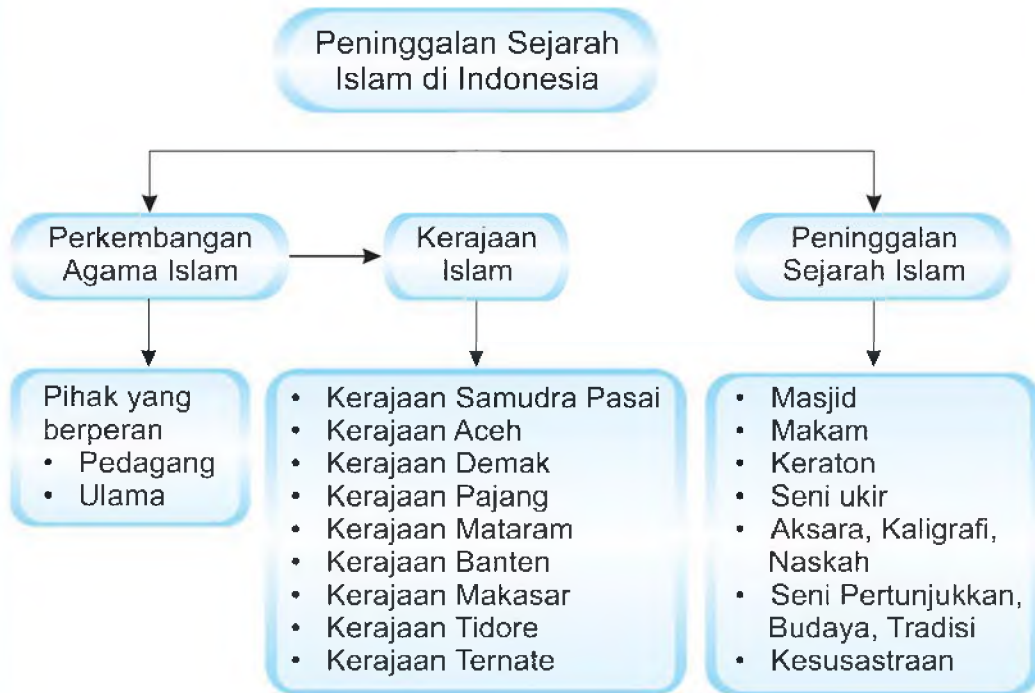 Peninggalan Sejarah
Islam di Indonesia
Perkembangan
Agama Islam
Kerajaan
Islam
Peninggalan
Sejarah Islam
Pihak yang
berperan
• Pedagang
• Ulama
• Kerajaan Samudra Pasai
• Kerajaan Aceh
• Kerajaan Demak
• Kerajaan Pajang
• Kerajaan Mataram
• Kerajaan Banten
• Kerajaan Makasar
• Kerajaan Tidore
• Kerajaan Ternate
• Masjid
• Makam
• Keraton
• Seni ukir
• Aksara, Kaligrafi,
Naskah
• Seni Pertunjukkan,
Budaya, Tradisi
• Kesusastraan